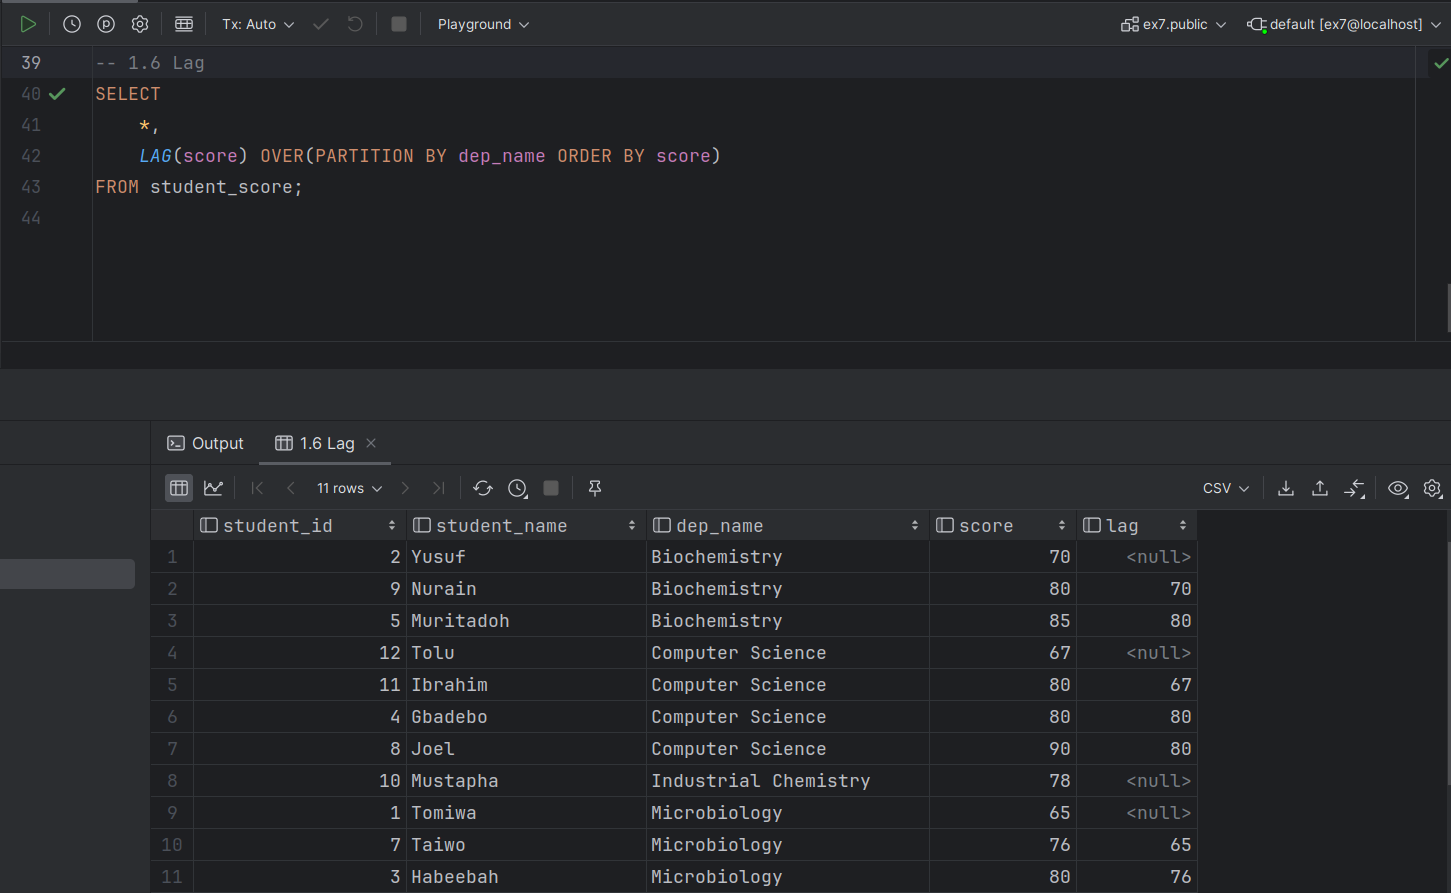 Tx: Auto Playground ex7.public default [ex7@localhost]
39 -- 1.6 Lag
40 SELECT
41 *,
42 LAG(score) OVER(PARTITION BY dep_name ORDER BY score)
43 FROM student_score;
44
Output 1.6 Lag
11 rows CSV
student_id student_name dep_name score lag
1 2 Yusuf Biochemistry 70 <null>
2 9 Nurain Biochemistry 80 70
3 5 Muritadoh Biochemistry 85 80
4 12 Tolu Computer Science 67 <null>
5 11 Ibrahim Computer Science 80 67
6 4 Gbadebo Computer Science 80 80
7 8 Joel Computer Science 90 80
8 10 Mustapha Industrial Chemistry 78 <null>
9 1 Tomiwa Microbiology 65 <null>
10 7 Taiwo Microbiology 76 65
11 3 Habeebah Microbiology 80 76